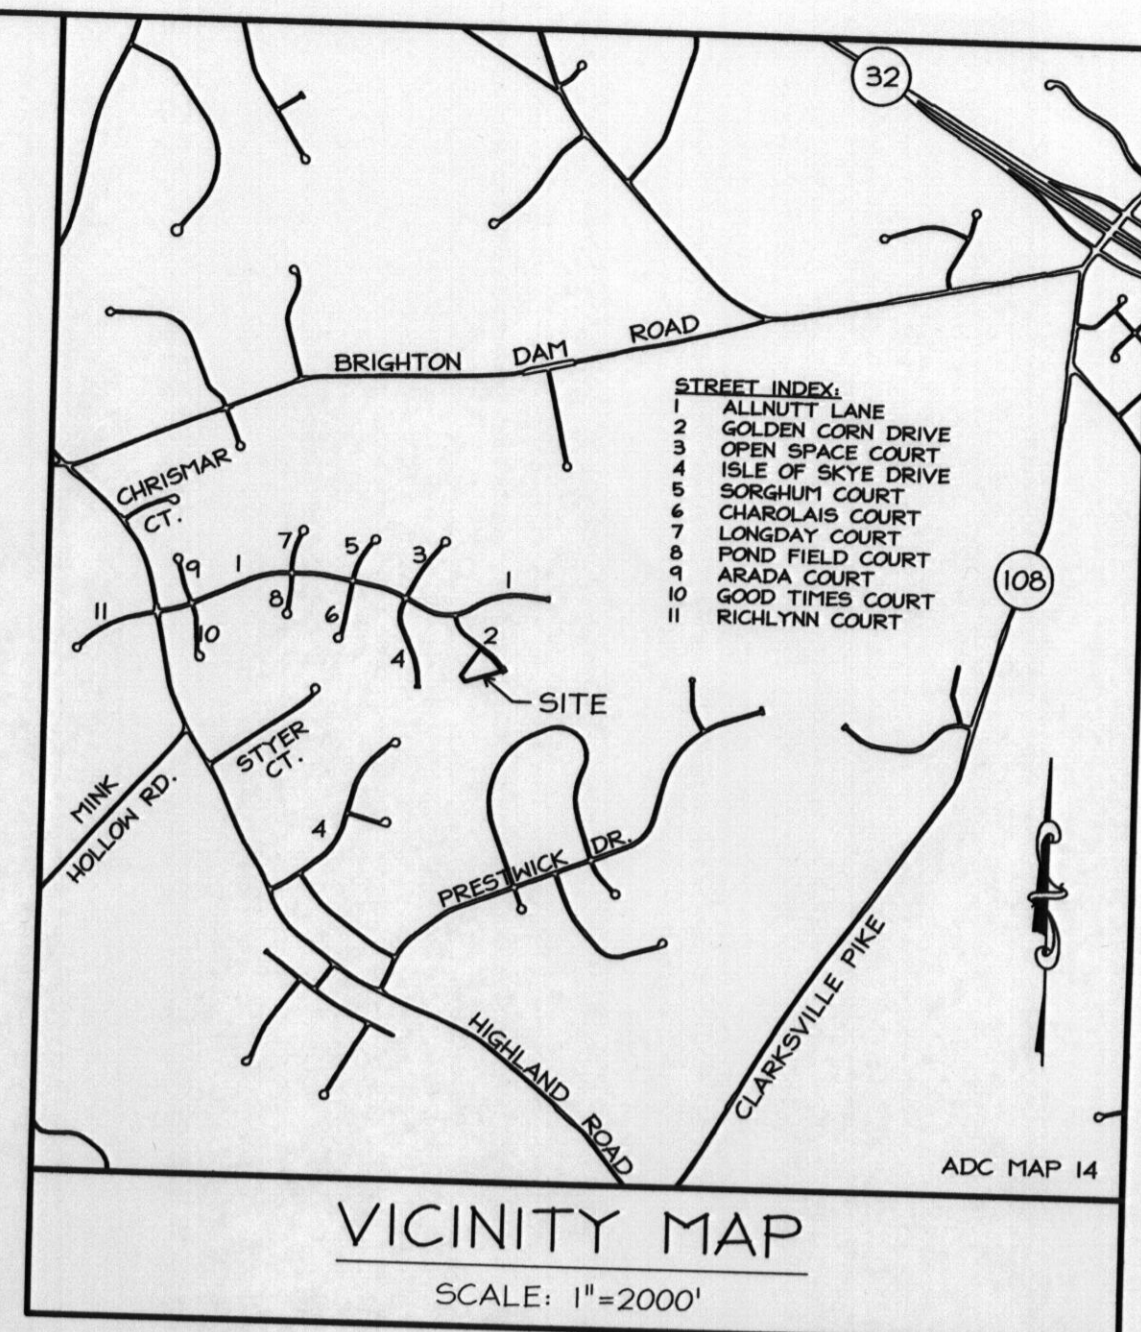 32
BRIGHTON DAM ROAD
STREET INDEX:
1 ALLNUTT LANE
2 GOLDEN CORN DRIVE
3 OPEN SPACE COURT
4 ISLE OF SKYE DRIVE
5 SORGHUM COURT
6 CHAROLAIS COURT
7 LONGDAY COURT
8 POND FIELD COURT
9 ARADA COURT
10 GOOD TIMES COURT
11 RICHLYNN COURT
CHRISMAR
CT.
108
7
5
3
9
1
1
8
6
11
10
2
4
SITE
STYER
CT.
MINK
HOLLOW RD.
4
PRESTWICK DR.
CLARKSVILLE PIKE
HIGHLAND ROAD
ADC MAP 14
VICINITY MAP
SCALE: 1"=2000'